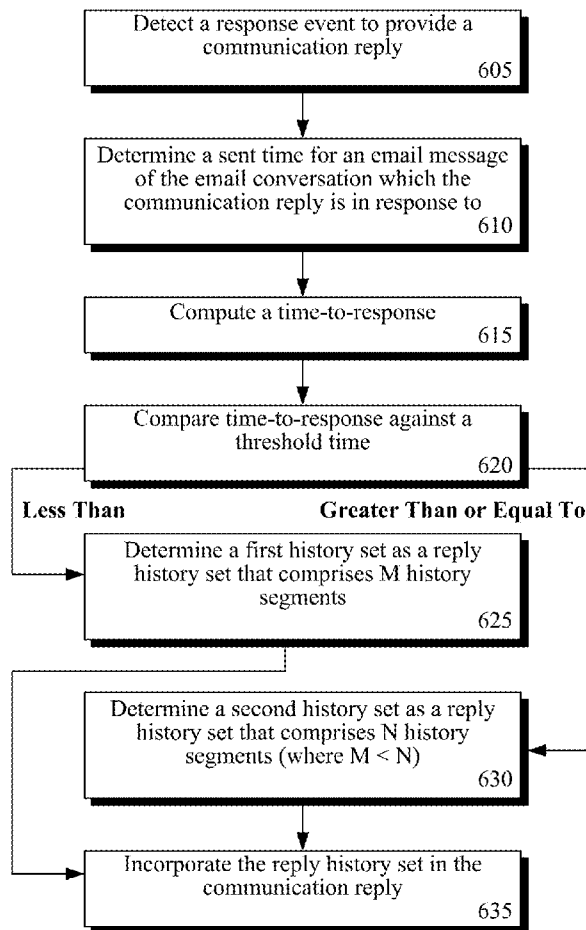 Detect a response event to provide a
communication reply
605
Determine a sent time for an email message
of the email conversation which the
communication reply is in response to
610
Compute a time-to-response
615
Compare time-to-response against a
threshold time
620
Less Than
Greater Than or Equal To
Determine a first history set as a reply
history set that comprises M history
segments
625
Determine a second history set as a reply
history set that comprises N history
segments (where M < N)
630
Incorporate the reply history set in the
communication reply
635